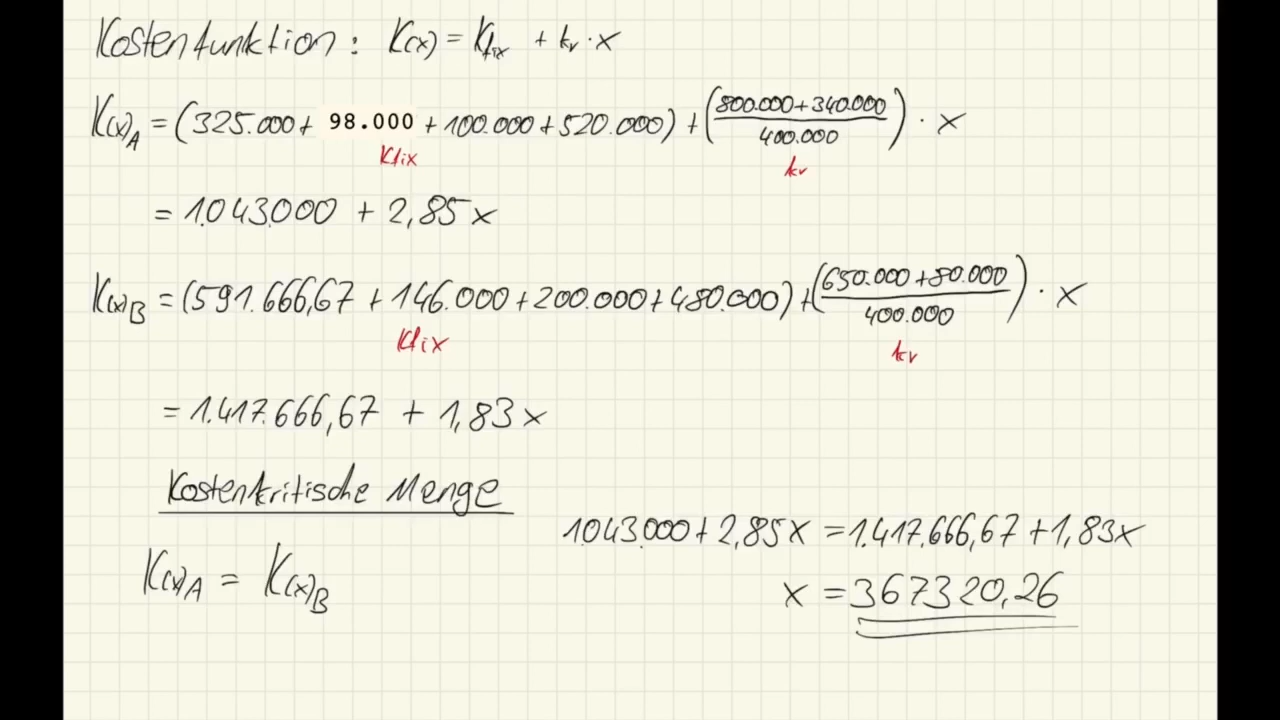 Kostenfunktion: K(x) = Kfix + kv · x
K(x)A = (325.000 + 98.000 + 100.000 + 520.000) + (800.000 + 340.000 / 400.000) · x
Kfix kv
= 1.043.000 + 2,85 x
K(x)B = (591.666,67 + 146.000 + 200.000 + 480.000) + (650.000 + 80.000 / 400.000) · x
Kfix kv
= 1.417.666,67 + 1,83 x
Kostenkritische Menge
1.043.000 + 2,85 x = 1.417.666,67 + 1,83 x
K(x)A = K(x)B
x = 367320,26